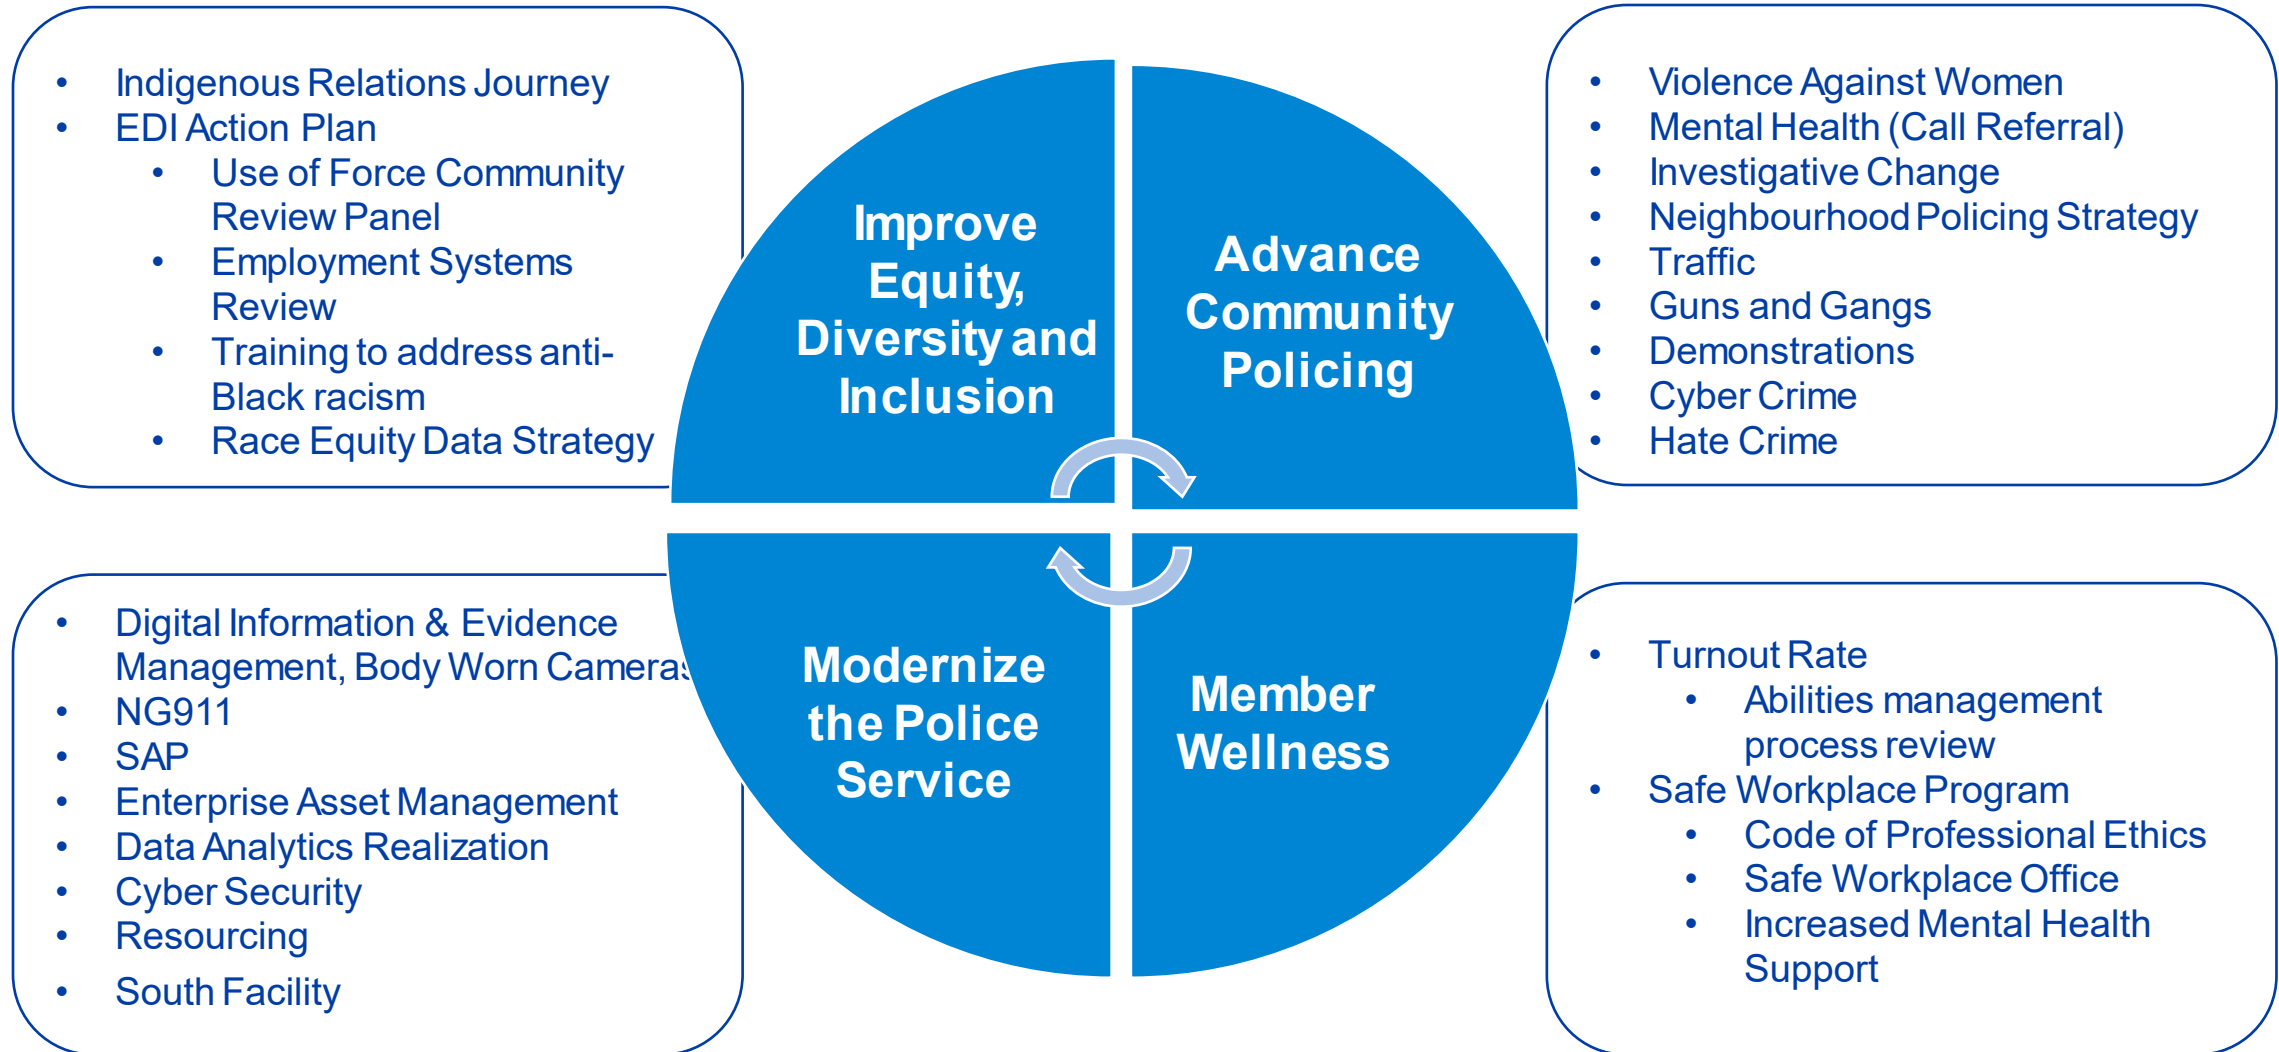 • Indigenous Relations Journey
• EDI Action Plan
• Use of Force Community
Review Panel
• Employment Systems
Review
• Training to address anti-
Black racism
• Race Equity Data Strategy
Improve
Equity,
Diversity and
Inclusion
Advance
Community
Policing
• Violence Against Women
• Mental Health (Call Referral)
• Investigative Change
• Neighbourhood Policing Strategy
• Traffic
• Guns and Gangs
• Demonstrations
• Cyber Crime
• Hate Crime
• Digital Information & Evidence
Management, Body Worn Cameras
• NG911
• SAP
• Enterprise Asset Management
• Data Analytics Realization
• Cyber Security
• Resourcing
• South Facility
Modernize
the Police
Service
Member
Wellness
• Turnout Rate
• Abilities management
process review
• Safe Workplace Program
• Code of Professional Ethics
• Safe Workplace Office
• Increased Mental Health
Support